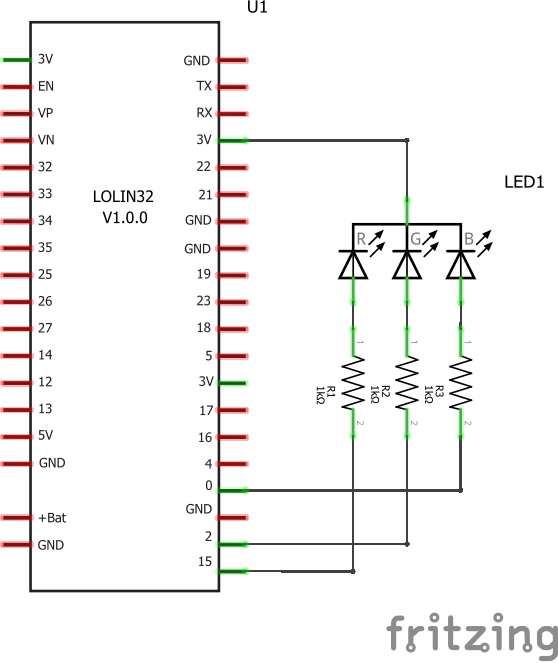 U1
3V
EN
VP
VN
32
33
34
35
25
26
27
14
12
13
5V
GND
+Bat
GND
LOLIN32
V1.0.0
GND
TX
RX
3V
22
21
GND
GND
19
23
18
5
3V
17
16
4
0
GND
2
15
LED1
R
G
B
1
1
1
R1
1kΩ
R2
1kΩ
R3
1kΩ
2
2
2
fritzing